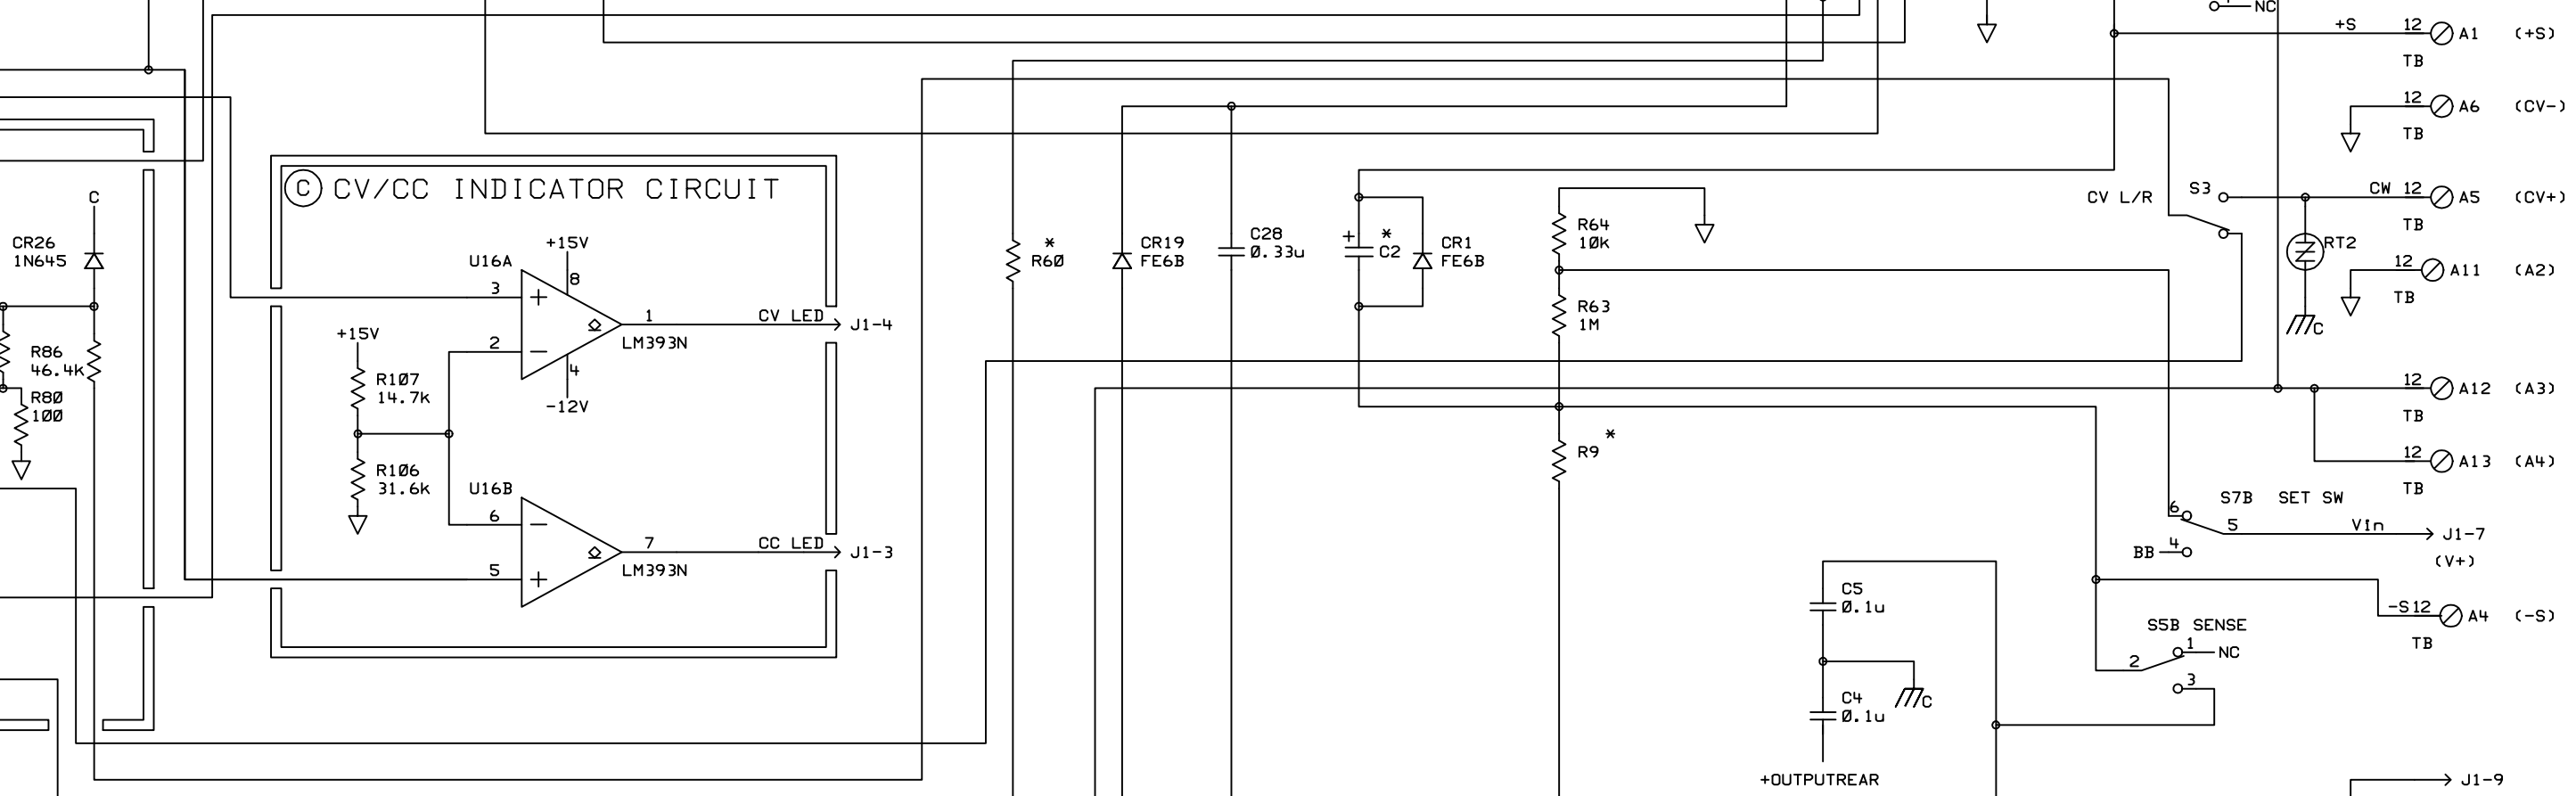 NC
+S 12 A1 (+S)
TB
12 A6 (CV-)
TB
CV L/R S3 CW 12 A5 (CV+)
TB
RT2
12 A11 (A2)
TB
C
12 A12 (A3)
TB
12 A13 (A4)
TB
S7B SET SW
6
5 Vin J1-7
BB 4
(V+)
-S 12 A4 (-S)
TB
S5B SENSE
1 NC
2
3
J1-9
C
CR26
1N645
R86
46.4k
R80
100
C CV/CC INDICATOR CIRCUIT
+15V
U16A
8
3 +
1 CV LED J1-4
2 -
LM393N
4
-12V
+15V
R107
14.7k
R106
31.6k
U16B
6 -
7 CC LED J1-3
5 +
LM393N
*
R60
CR19
FE6B
C28
0.33u
+ *
C2
CR1
FE6B
R64
10k
R63
1M
*
R9
C5
0.1u
C
C4
0.1u
+OUTPUTREAR